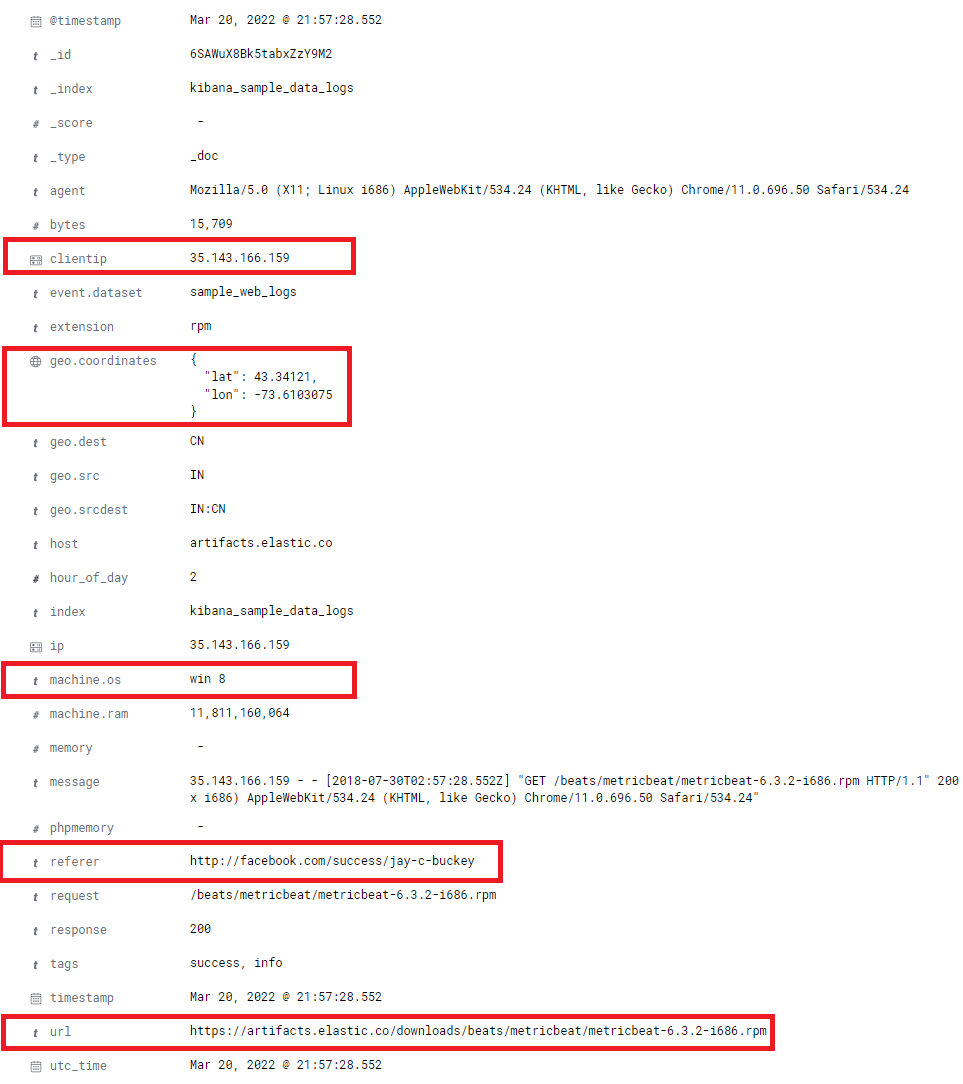 @timestamp Mar 20, 2022 @ 21:57:28.552
t _id 6SAWuX8Bk5tabxZzY9M2
t _index kibana_sample_data_logs
# _score -
t _type _doc
t agent Mozilla/5.0 (X11; Linux i686) AppleWebKit/534.24 (KHTML, like Gecko) Chrome/11.0.696.50 Safari/534.24
# bytes 15,709
clientip 35.143.166.159
t event.dataset sample_web_logs
t extension rpm
geo.coordinates {
"lat": 43.34121,
"lon": -73.6103075
}
t geo.dest CN
t geo.src IN
t geo.srcdest IN:CN
t host artifacts.elastic.co
# hour_of_day 2
t index kibana_sample_data_logs
ip 35.143.166.159
t machine.os win 8
# machine.ram 11,811,160,064
# memory -
t message 35.143.166.159 - - [2018-07-30T02:57:28.552Z] "GET /beats/metricbeat/metricbeat-6.3.2-i686.rpm HTTP/1.1" 200
x i686) AppleWebKit/534.24 (KHTML, like Gecko) Chrome/11.0.696.50 Safari/534.24"
# phpmemory -
t referer http://facebook.com/success/jay-c-buckey
t request /beats/metricbeat/metricbeat-6.3.2-i686.rpm
t response 200
t tags success, info
timestamp Mar 20, 2022 @ 21:57:28.552
t url https://artifacts.elastic.co/downloads/beats/metricbeat/metricbeat-6.3.2-i686.rpm
utc_time Mar 20, 2022 @ 21:57:28.552